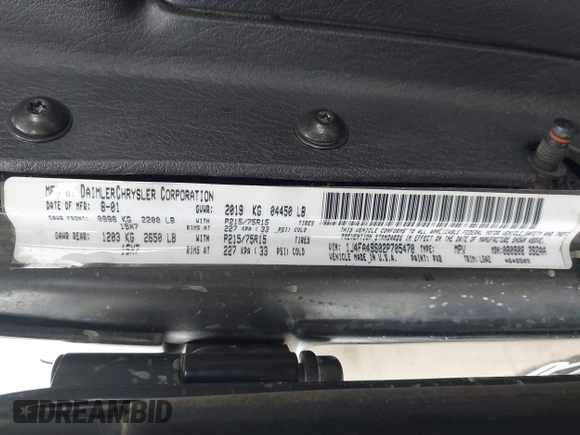 MFD BY DAIMLERCHRYSLER CORPORATION
DATE OF MFR: 8-01 GVWR: 2019 KG 04450 LB
GAWR FRONT: 0998 KG 2200 LB WITH P215/75R15 TIRES
15X7 RIMS AT 227 KPA ( 33 PSI) COLD
GAWR REAR: 1203 KG 2650 LB WITH P215/75R15 TIRES
15X7 RIMS AT 227 KPA ( 33 PSI) COLD
THIS VEHICLE CONFORMS TO ALL APPLICABLE FEDERAL MOTOR VEHICLE SAFETY AND
THEFT PREVENTION STANDARDS IN EFFECT ON THE DATE OF MANUFACTURE SHOWN ABOVE.
VIN: 1J4FA49S02P705470 TYPE: MPV
VEHICLE MADE IN U.S.A. PAINT: TRIM:
DREAMBID